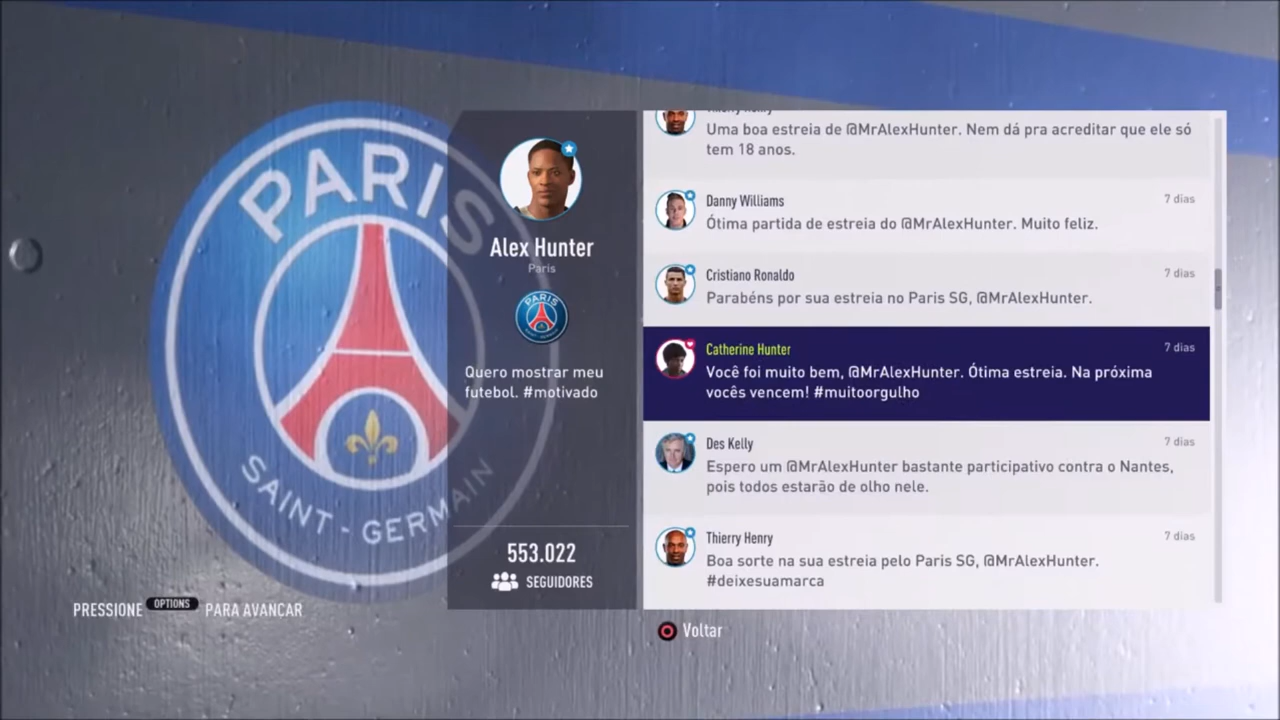 PARIS
SAINT-GERMAIN
Alex Hunter
Paris
PARIS
SAINT-GERMAIN
Quero mostrar meu
futebol. #motivado
553.022
SEGUIDORES
PRESSIONE OPTIONS PARA AVANÇAR
Uma boa estreia de @MrAlexHunter. Nem dá pra acreditar que ele só
tem 18 anos.
Danny Williams 7 dias
Ótima partida de estreia do @MrAlexHunter. Muito feliz.
Cristiano Ronaldo 7 dias
Parabéns por sua estreia no Paris SG, @MrAlexHunter.
Catherine Hunter 7 dias
Você foi muito bem, @MrAlexHunter. Ótima estreia. Na próxima
vocês vencem! #muitoorgulho
Des Kelly 7 dias
Espero um @MrAlexHunter bastante participativo contra o Nantes,
pois todos estarão de olho nele.
Thierry Henry 7 dias
Boa sorte na sua estreia pelo Paris SG, @MrAlexHunter.
#deixesuamarca
Voltar